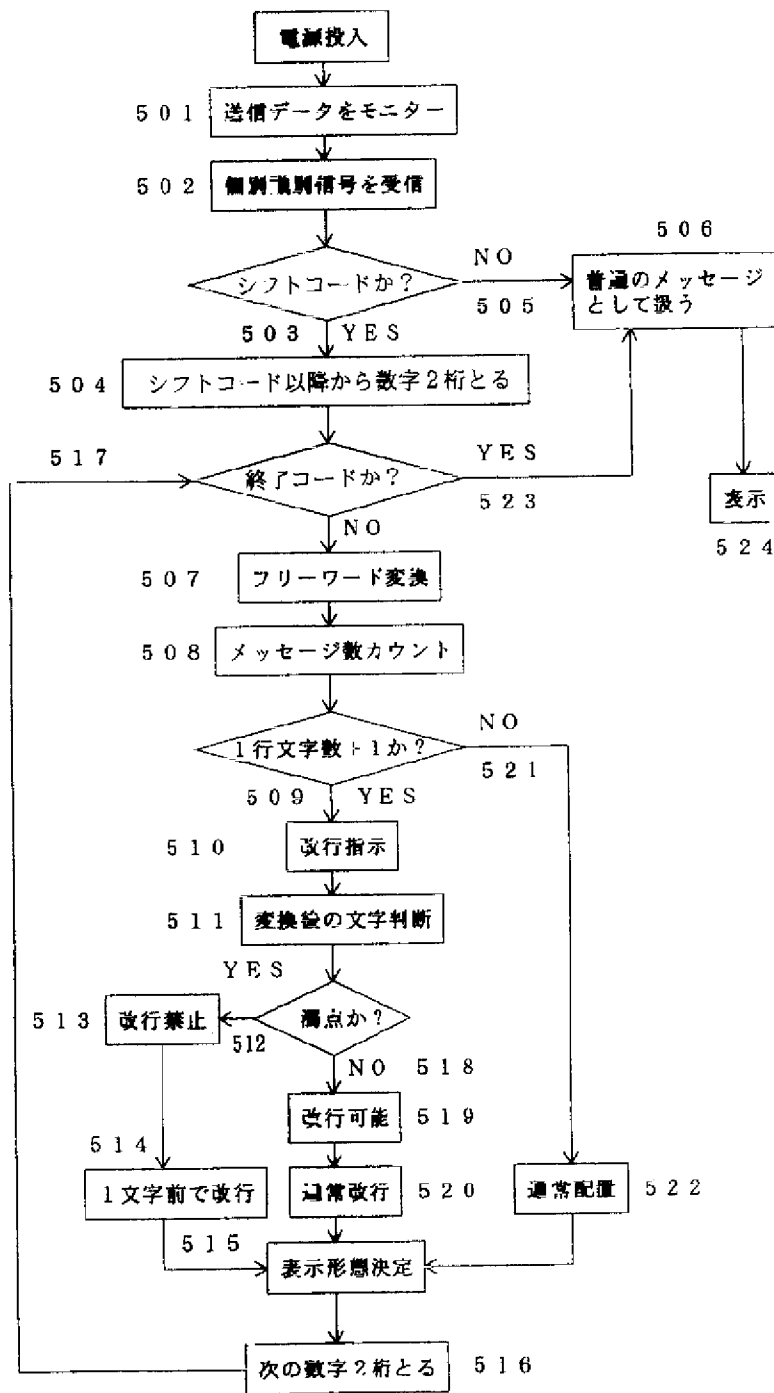 電源投入
501 送信データをモニター
502 個別識別信号を受信
シフトコードか?
NO
505
506
普通のメッセージ
として扱う
503 YES
504 シフトコード以降から数字2桁とる
517
終了コードか?
YES
523
表示
524
NO
507 フリーワード変換
508 メッセージ数カウント
1行文字数+1か?
NO
521
509 YES
510 改行指示
511 変換後の文字判断
YES
513 改行禁止
512
濁点か?
NO 518
改行可能 519
514
1文字前で改行
通常改行 520
通常配置 522
515
表示形態決定
次の数字2桁とる 516